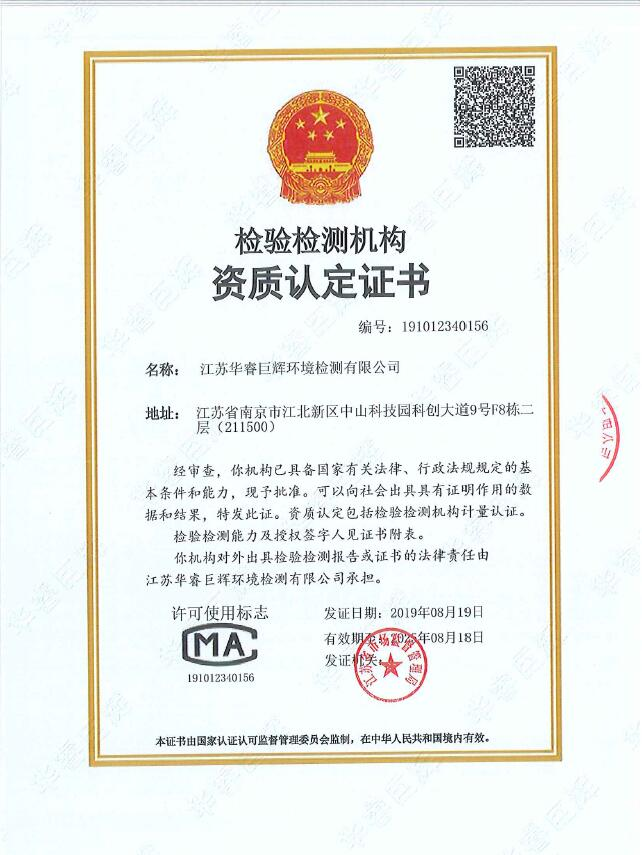 检验检测机构
资质认定证书
编号：191012340156
名称：江苏华睿巨辉环境检测有限公司
地址：江苏省南京市江北新区中山科技园科创大道9号F8栋二
层（211500）
经审查，你机构已具备国家有关法律、行政法规规定的基
本条件和能力，现予批准。可以向社会出具具有证明作用的数
据和结果，特发此证。资质认定包括检验检测机构计量认证。
检验检测能力及授权签字人见证书附表。
你机构对外出具检验检测报告或证书的法律责任由
江苏华睿巨辉环境检测有限公司承担。
许可使用标志
MA
191012340156
发证日期：2019年08月19日
有效期至：2025年08月18日
发证机关：
江苏省市场监督管理局
本证书由国家认证认可监督管理委员会监制，在中华人民共和国境内有效。
华睿巨辉